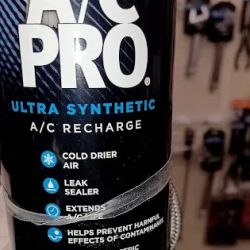 A/C
PRO®
ULTRA SYNTHETIC
A/C RECHARGE
COLD DRIER
AIR
LEAK
SEALER
EXTENDS
HELPS PREVENT HARMFUL
EFFECTS OF CONTAMINANTS